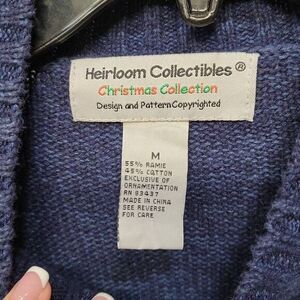 Heirloom Collectibles®
Christmas Collection
Design and Pattern Copyrighted
M
55% RAMIE
45% COTTON
EXCLUSIVE OF
ORNAMENTATION
RN 83437
MADE IN CHINA
SEE REVERSE
FOR CARE